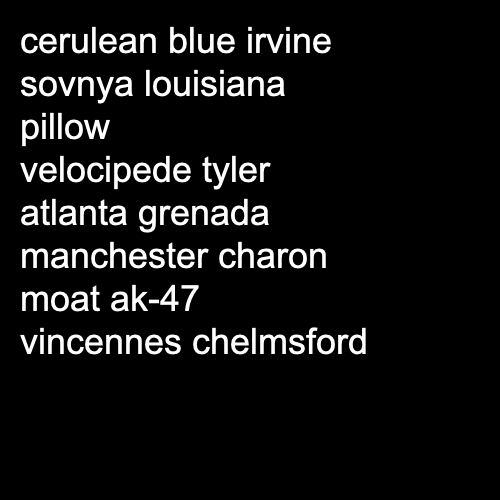 cerulean blue irvine
sovnya louisiana
pillow
velocipede tyler
atlanta grenada
manchester charon
moat ak-47
vincennes chelmsford